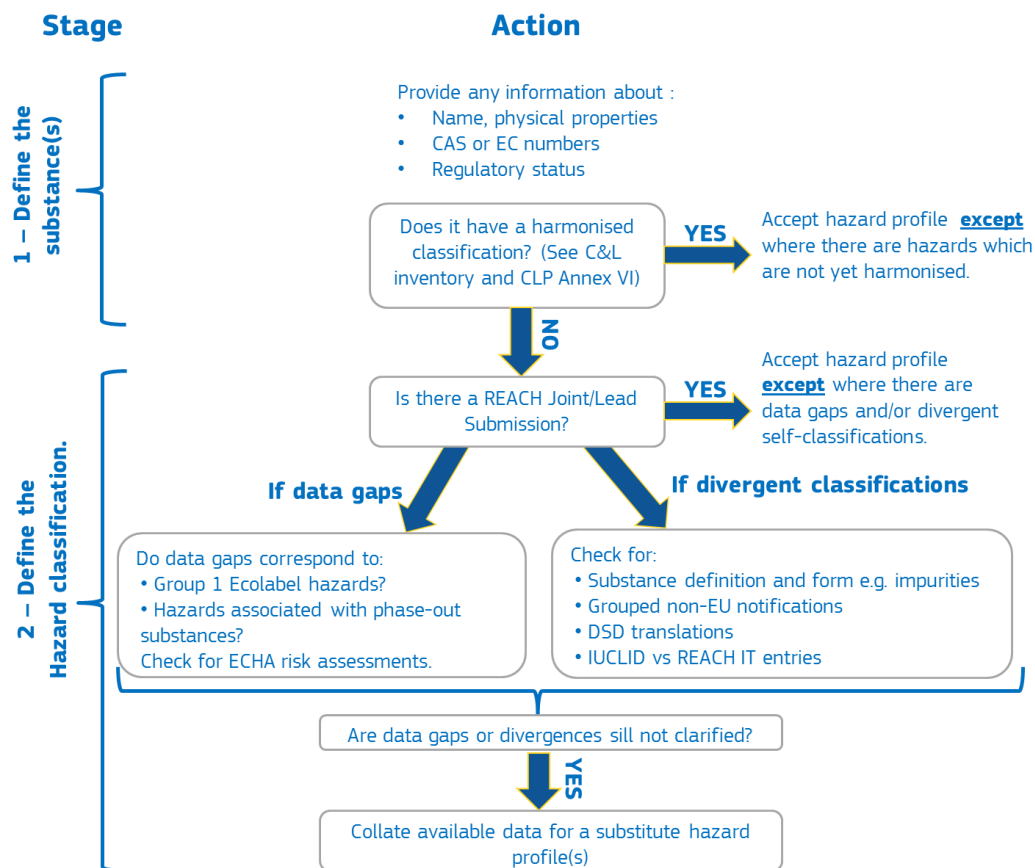 Stage
Action
1 – Define the
substance(s)
Provide any information about :
• Name, physical properties
• CAS or EC numbers
• Regulatory status
Does it have a harmonised
classification? (See C&L
inventory and CLP Annex VI)
YES
Accept hazard profile except
where there are hazards which
are not yet harmonised.
NO
2 – Define the
Hazard classification.
Is there a REACH Joint/Lead
Submission?
YES
Accept hazard profile
except where there are
data gaps and/or divergent
self-classifications.
If data gaps
If divergent classifications
Do data gaps correspond to:
• Group 1 Ecolabel hazards?
• Hazards associated with phase-out
substances?
Check for ECHA risk assessments.
Check for:
• Substance definition and form e.g. impurities
• Grouped non-EU notifications
• DSD translations
• IUCLID vs REACH IT entries
Are data gaps or divergences sill not clarified?
YES
Collate available data for a substitute hazard
profile(s)